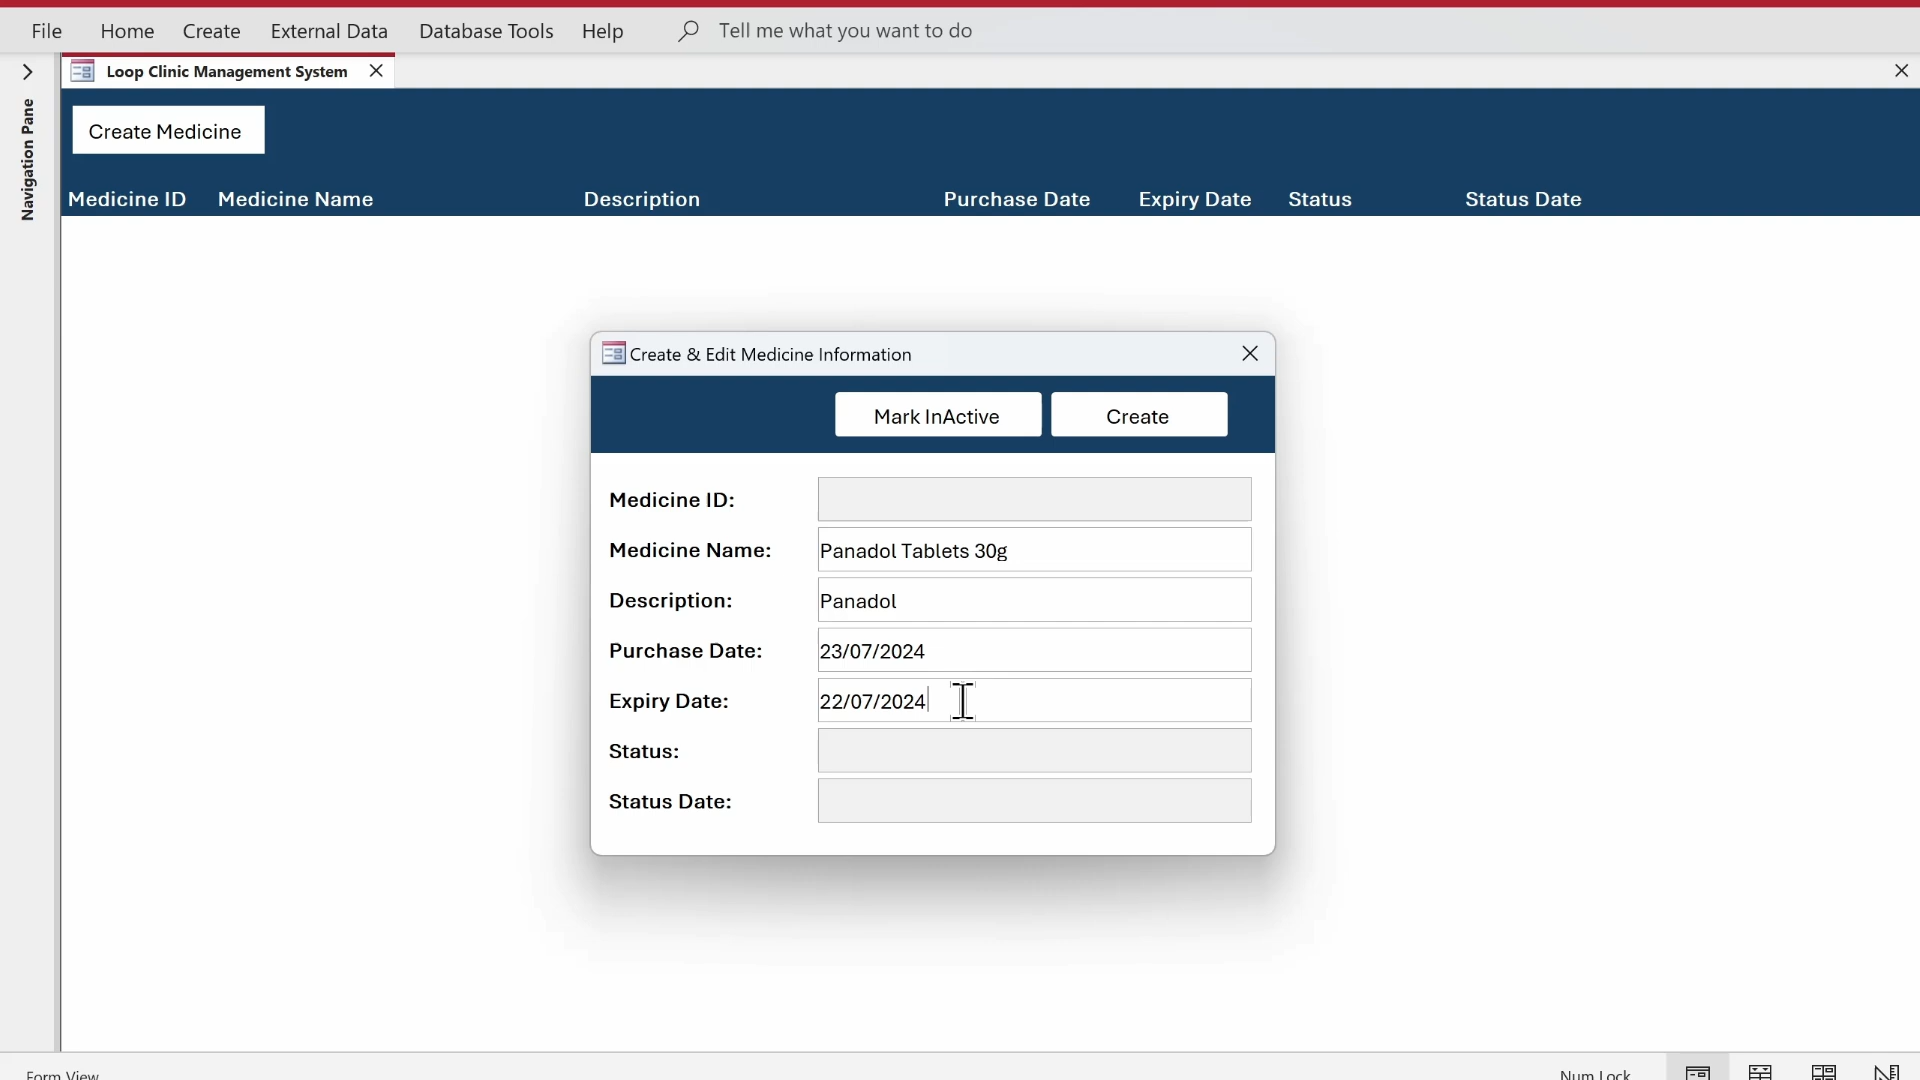 File Home Create External Data Database Tools Help Tell me what you want to do
Loop Clinic Management System
Navigation Pane
Create Medicine
Medicine ID Medicine Name Description Purchase Date Expiry Date Status Status Date
Create & Edit Medicine Information
Mark InActive Create
Medicine ID:
Medicine Name: Panadol Tablets 30g
Description: Panadol
Purchase Date: 23/07/2024
Expiry Date: 22/07/2024
Status:
Status Date:
Form View Num Lock